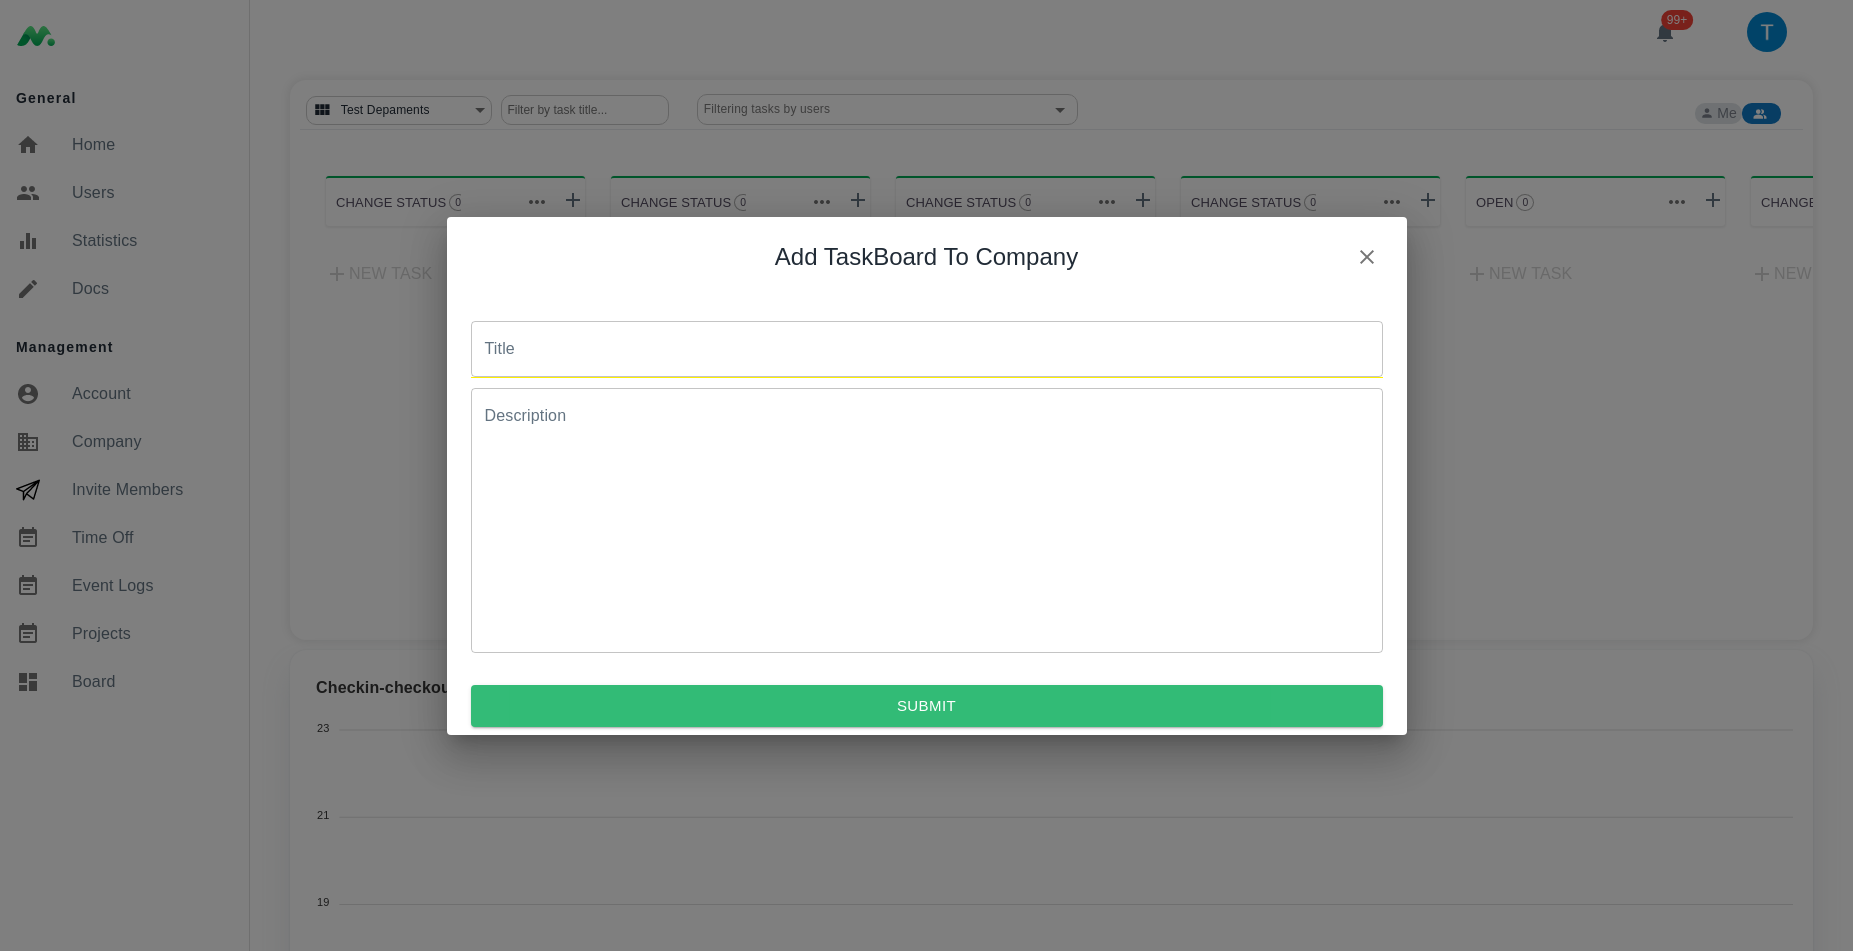 99+
T
General
Home
Users
Statistics
Docs
Management
Account
Company
Invite Members
Time Off
Event Logs
Projects
Board
Test Depaments
Filter by task title...
Filtering tasks by users
Me
CHANGE STATUS 0
CHANGE STATUS 0
CHANGE STATUS 0
CHANGE STATUS 0
OPEN 0
CHANGE
NEW TASK
NEW TASK
NEW
Add TaskBoard To Company
Title
Description
SUBMIT
Checkin-checkou
23
21
19